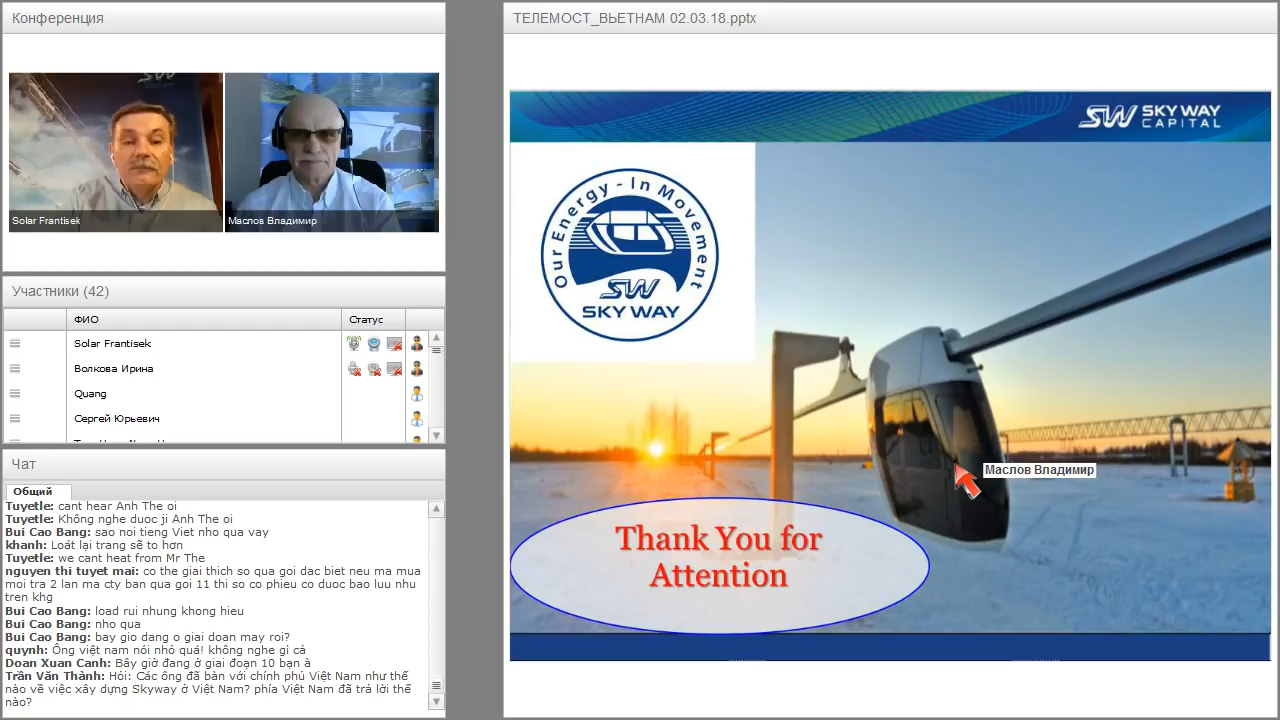 Конференция
Solar Frantisek
Маслов Владимир
Участники (42)
ФИО
Статус
Solar Frantisek
Волкова Ирина
Quang
Сергей Юрьевич
Чат
Общий
Tuyetle: cant hear Anh The oi
Tuyetle: Không nghe duoc ji Anh The oi
Bui Cao Bang: sao noi tieng Viet nho qua vay
khanh: Loát lại trang sẽ to hơn
Tuyetle: we cant heat from Mr The
nguyen thi tuyet mai: co the giai thich so qua goi dac biet neu ma mua
moi tra 2 lan ma cty ban qua goi 11 thi so co phieu co duoc bao luu nhu
tren khg
Bui Cao Bang: load rui nhung khong hieu
Bui Cao Bang: nho qua
Bui Cao Bang: bay gio dang o giai doan may roi?
quynh: Ông việt nam nói nhỏ quá! không nghe gì cả
Doan Xuan Canh: Bây giờ đang ở giai đoạn 10 bạn à
Trần Văn Thành: Hỏi: Các ông đã bàn với chính phủ Việt Nam như thế
nào về việc xây dựng Skyway ở Việt Nam? phía Việt Nam đã trả lời thế
nào?
ТЕЛЕМОСТ_ВЬЕТНАМ 02.03.18.pptx
SW SKY WAY
CAPITAL
Our Energy - In Movement
SW
SKY WAY
Маслов Владимир
Thank You for
Attention